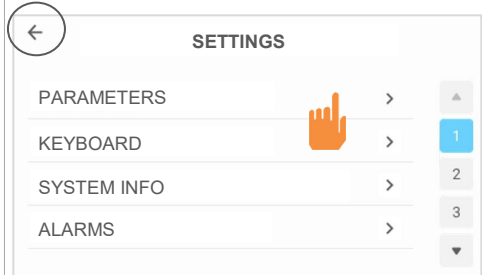 SETTINGS
PARAMETERS
KEYBOARD
1
SYSTEM INFO
2
ALARMS
3